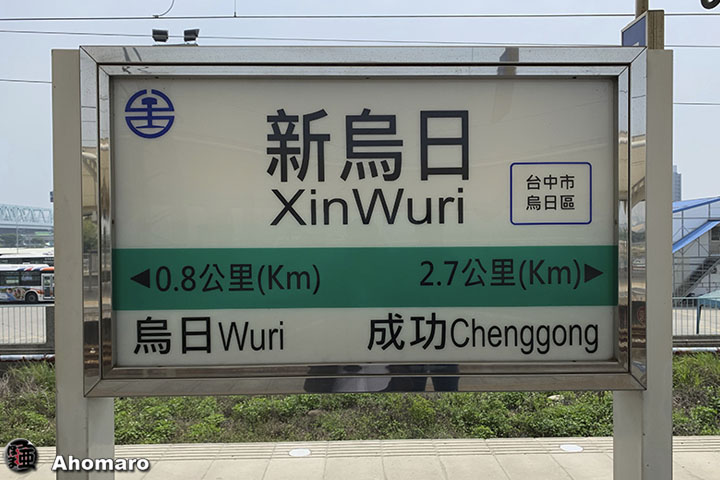 新烏日
XinWuri
台中市
烏日區
◀0.8公里(Km)
2.7公里(Km)▶
烏日Wuri
成功Chenggong
Ahomaro